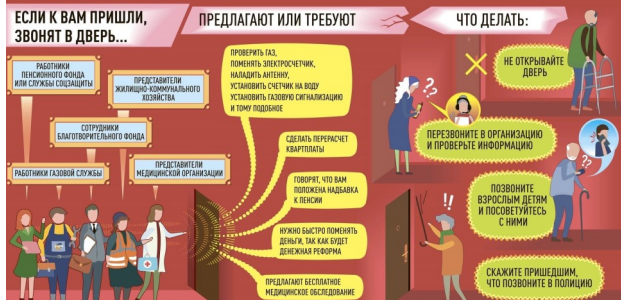 ЕСЛИ К ВАМ ПРИШЛИ,
ЗВОНЯТ В ДВЕРЬ...
РАБОТНИКИ
ПЕНСИОННОГО ФОНДА
ИЛИ СЛУЖБЫ СОЦЗАЩИТЫ
ПРЕДСТАВИТЕЛИ
ЖИЛИЩНО-КОММУНАЛЬНОГО
ХОЗЯЙСТВА
СОТРУДНИКИ
БЛАГОТВОРИТЕЛЬНОГО ФОНДА
РАБОТНИКИ ГАЗОВОЙ СЛУЖБЫ
ПРЕДСТАВИТЕЛИ
МЕДИЦИНСКОЙ ОРГАНИЗАЦИИ
ПРЕДЛАГАЮТ ИЛИ ТРЕБУЮТ
ПРОВЕРИТЬ ГАЗ,
ПОМЕНЯТЬ ЭЛЕКТРОСЧЕТЧИК,
НАЛАДИТЬ АНТЕННУ,
УСТАНОВИТЬ СЧЕТЧИК НА ВОДУ
УСТАНОВИТЬ ГАЗОВУЮ СИГНАЛИЗАЦИЮ
И ТОМУ ПОДОБНОЕ
СДЕЛАТЬ ПЕРЕРАСЧЕТ
КВАРТПЛАТЫ
ГОВОРЯТ, ЧТО ВАМ
ПОЛОЖЕНА НАДБАВКА
К ПЕНСИИ
НУЖНО БЫСТРО ПОМЕНЯТЬ
ДЕНЬГИ, ТАК КАК БУДЕТ
ДЕНЕЖНАЯ РЕФОРМА
ПРЕДЛАГАЮТ БЕСПЛАТНОЕ
МЕДИЦИНСКОЕ ОБСЛЕДОВАНИЕ
ЧТО ДЕЛАТЬ:
НЕ ОТКРЫВАЙТЕ
ДВЕРЬ
??
ПЕРЕЗВОНИТЕ В ОРГАНИЗАЦИЮ
И ПРОВЕРЬТЕ ИНФОРМАЦИЮ
??
ПОЗВОНИТЕ
ВЗРОСЛЫМ ДЕТЯМ
И ПОСОВЕТУЙТЕСЬ
С НИМИ
!!
СКАЖИТЕ ПРИШЕДШИМ,
ЧТО ПОЗВОНИТЕ В ПОЛИЦИЮ